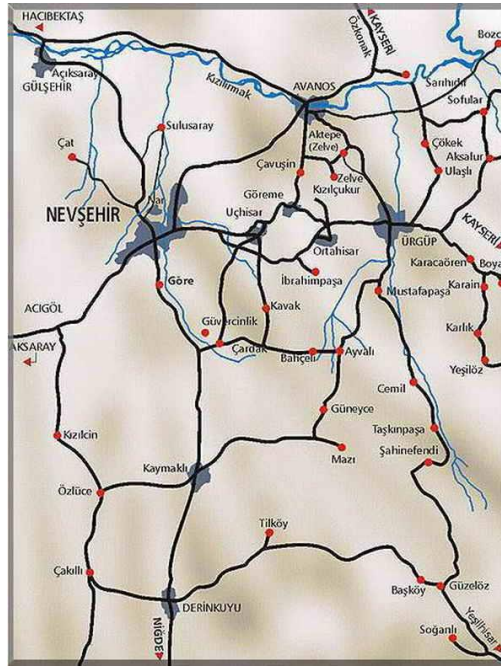 HACIBEKTAŞ
KAYSERİ
Özkonak
Bozc
Açıksaray
GÜLŞEHİR
Kızılırmak
AVANOS
Sarıhıdır
Sofular
Sulusaray
Aktepe
(Zelve)
Çökek
Çat
Çavuşin
Aksafur
Zelve
Ulaşlı
Kızılçukur
Göreme
Nar
NEVŞEHİR
Uçhisar
KAYSERİ
ÜRGÜP
Ortahisar
Karacaören
Boya
Göre
İbrahimpaşa
Mustafapaşa
Karain
ACIGÖL
Kavak
Güvercinlik
Karlık
AKSARAY
Çardak
Bahçeli
Ayvalı
Yeşilöz
Cemil
Güneyce
Taşkınpaşa
Kızılcin
Mazı
Şahinefendi
Kaymaklı
Özlüce
Tilköy
Çakıllı
Başköy
Güzelöz
DERİNKUYU
NİĞDE
Soğanlı
Yeşilhisar